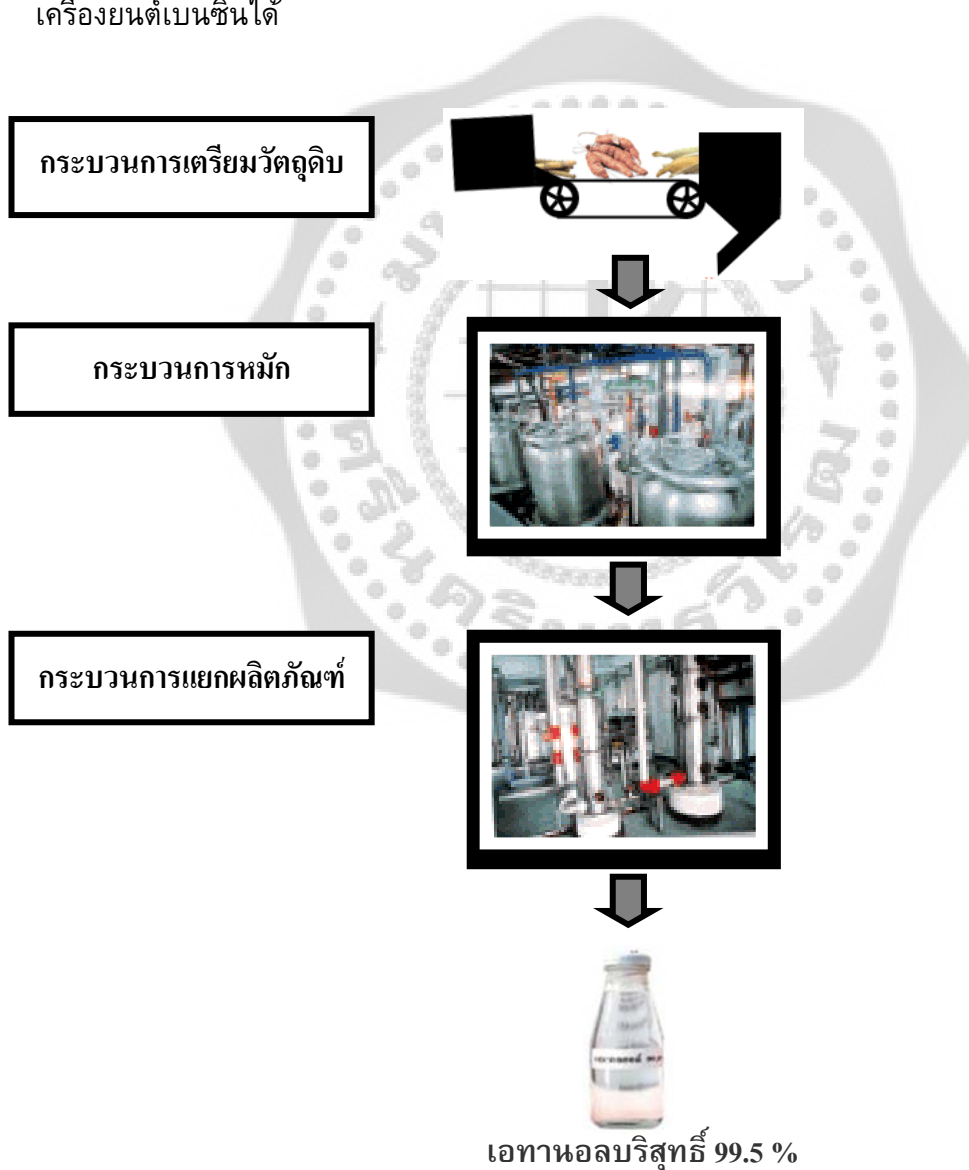 เครื่องยนต์เบนซินได้
กระบวนการเตรียมวัตถุดิบ
กระบวนการหมัก
กระบวนการแยกผลิตภัณฑ์
เอทานอลบริสุทธิ์ 99.5 %